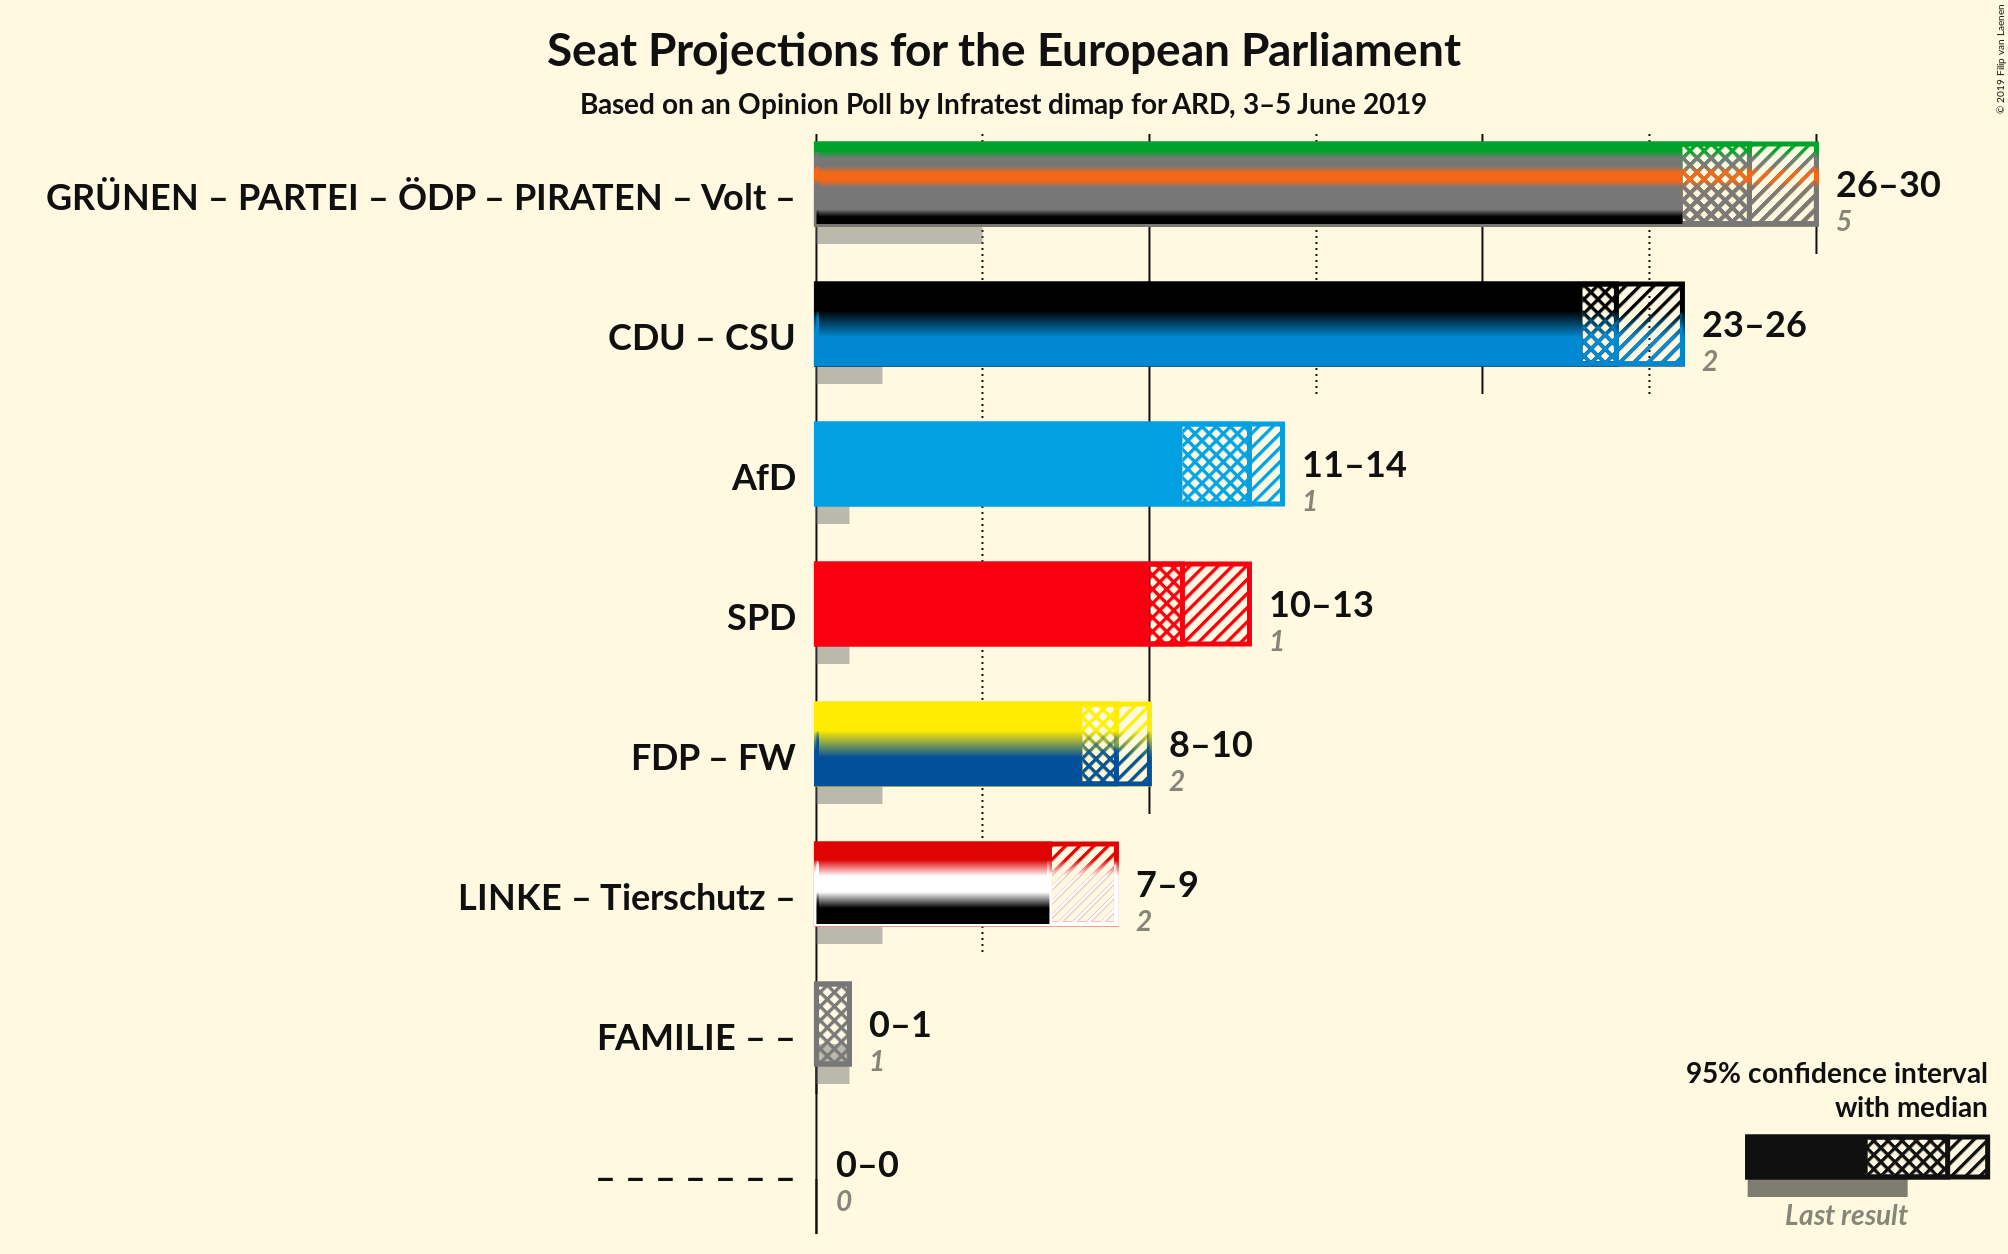 Seat Projections for the European Parliament
Based on an Opinion Poll by Infratest dimap for ARD, 3–5 June 2019
© 2019 Filip van Laenen
GRÜNEN – PARTEI – ÖDP – PIRATEN – Volt –
26–30
5
CDU – CSU
23–26
2
AfD
11–14
1
SPD
10–13
1
FDP – FW
8–10
2
LINKE – Tierschutz –
7–9
2
FAMILIE – –
0–1
1
– – – – – – –
0–0
0
95% confidence interval
with median
Last result